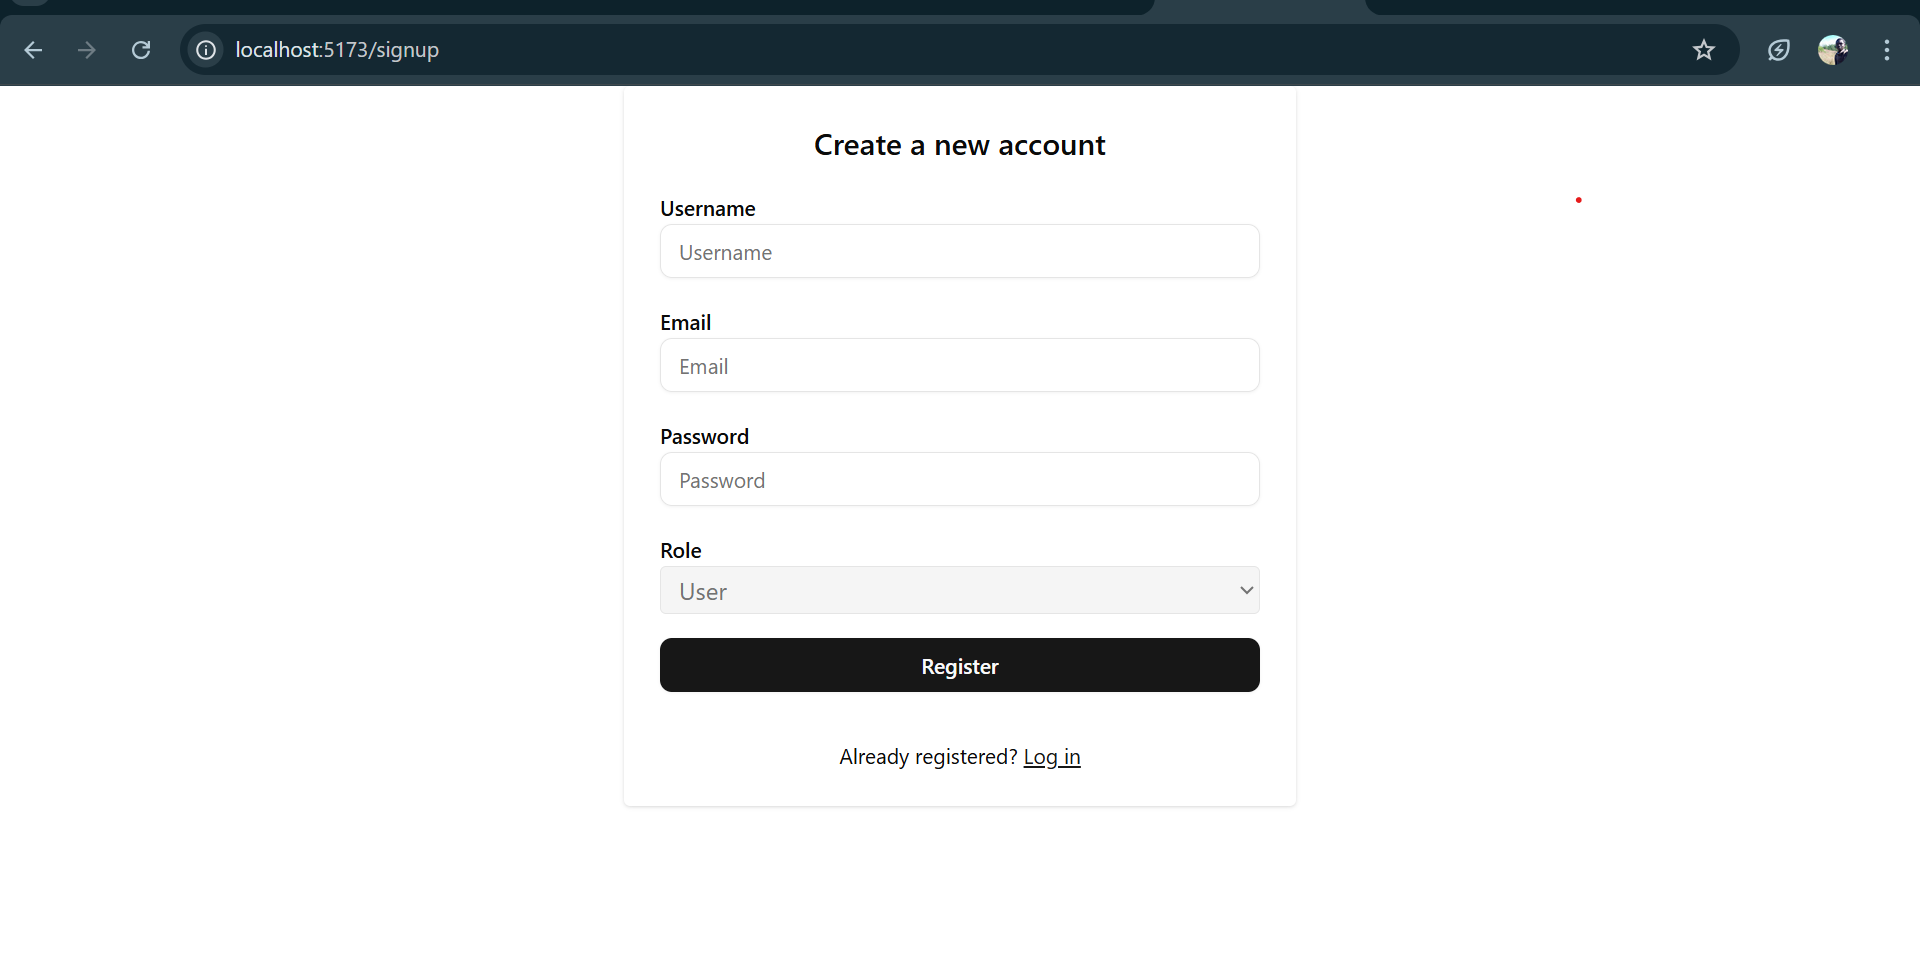 localhost:5173/signup
Create a new account
Username
Username
Email
Email
Password
Password
Role
User
Register
Already registered? Log in